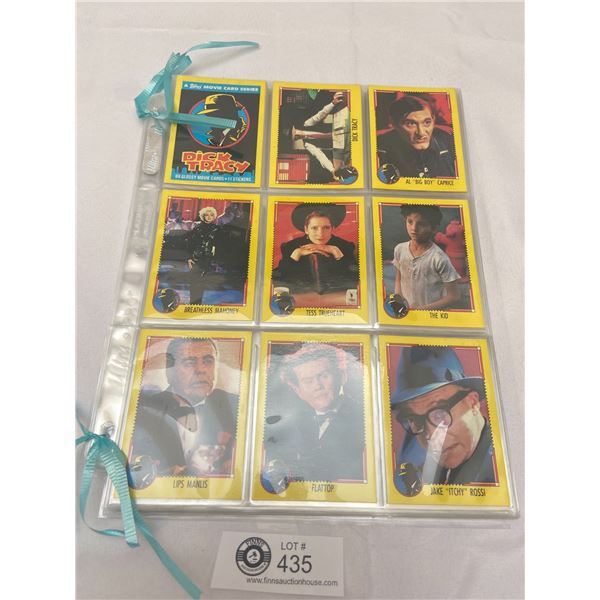 A Topps MOVIE CARD SERIES
DICK TRACY
88 GLOSSY MOVIE CARDS • 11 STICKERS
DICK TRACY
AL "BIG BOY" CAPRICE
BREATHLESS MAHONEY
TESS TRUEHEART
THE KID
LIPS MANLIS
FLATTOP
JAKE "ITCHY" ROSSI
FINNS
LOT #
435
www.finnsauctionhouse.com